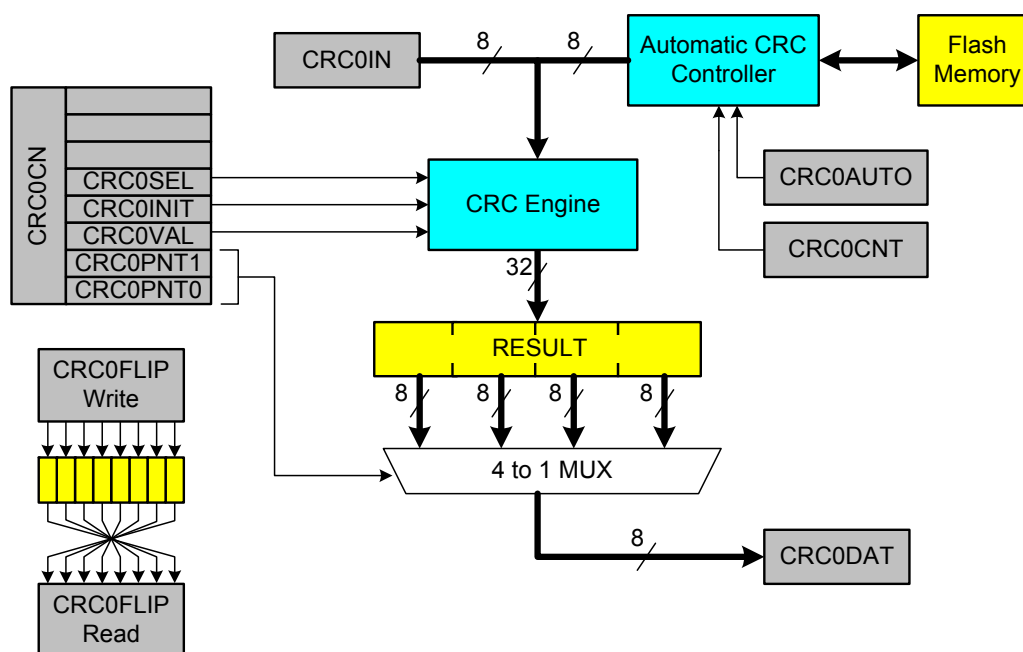 CRC0IN
8
8
Automatic CRC
Controller
Flash
Memory
CRC0CN
CRC0SEL
CRC0INIT
CRC0VAL
CRC0PNT1
CRC0PNT0
CRC Engine
CRC0AUTO
CRC0CNT
32
RESULT
8
8
8
8
4 to 1 MUX
8
CRC0DAT
CRC0FLIP
Write
CRC0FLIP
Read